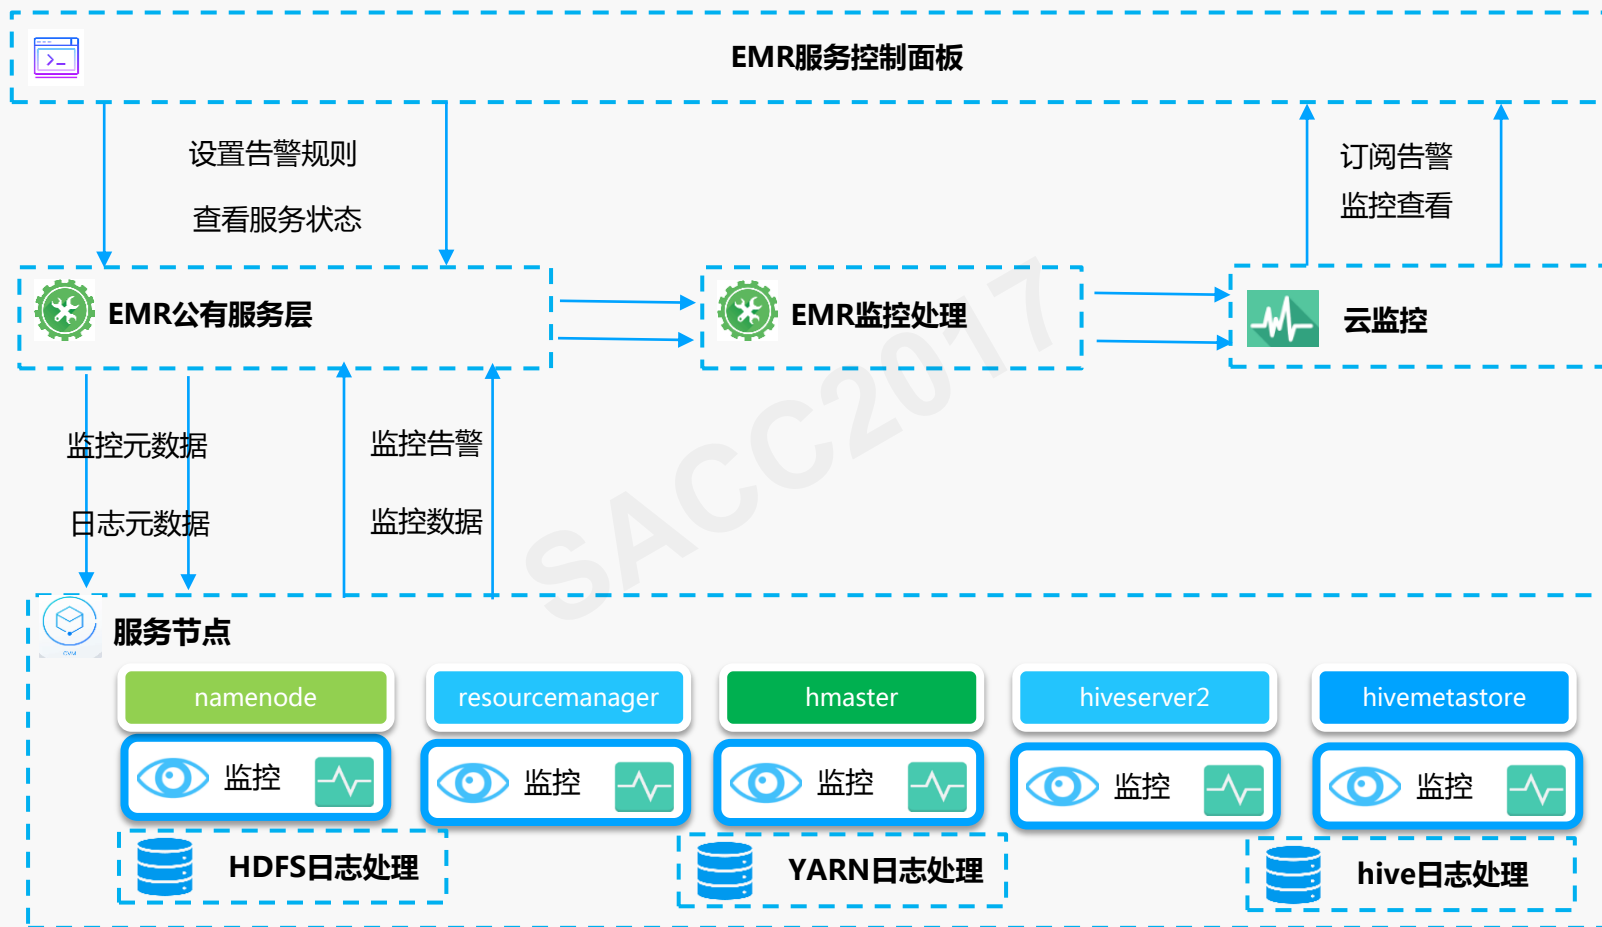 EMR服务控制面板
设置告警规则
查看服务状态
订阅告警
监控查看
EMR公有服务层
EMR监控处理
云监控
监控元数据
日志元数据
监控告警
监控数据
SACC2017
CVM
服务节点
namenode
resourcemanager
hmaster
hiveserver2
hivemetastore
监控
监控
监控
监控
监控
HDFS日志处理
YARN日志处理
hive日志处理